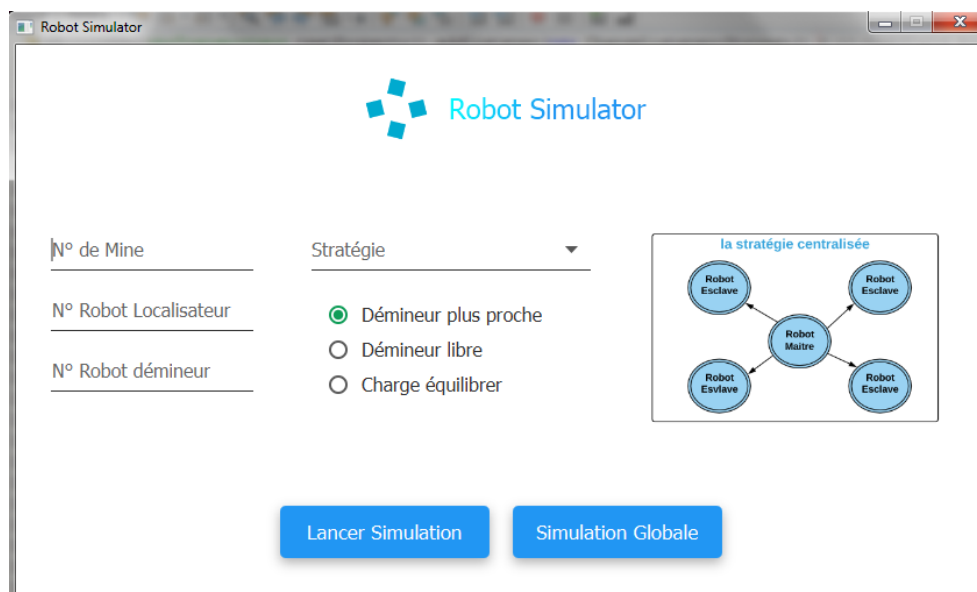 Robot Simulator
Robot Simulator
N° de Mine
N° Robot Localisateur
N° Robot démineur
Stratégie
Démineur plus proche
Démineur libre
Charge équilibrer
la stratégie centralisée
Robot
Esclave
Robot
Esclave
Robot
Maitre
Robot
Esvlave
Robot
Esclave
Lancer Simulation
Simulation Globale